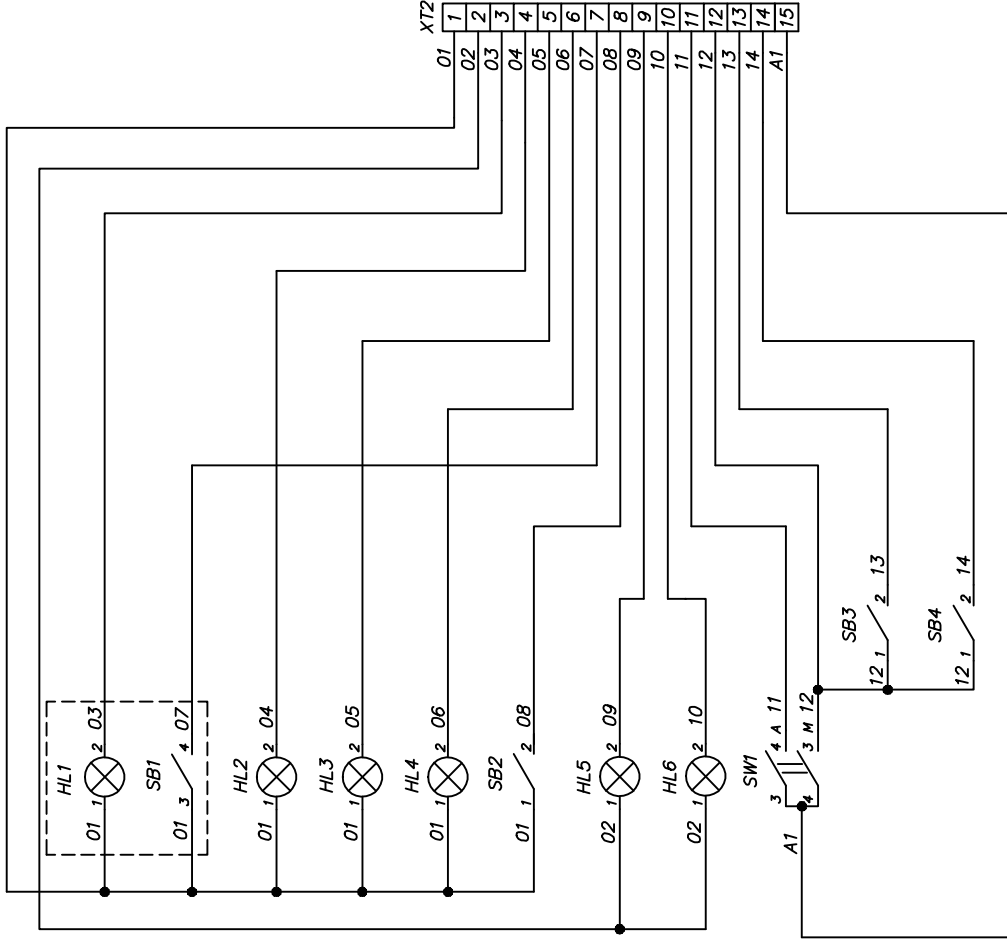 XT2
1 2 3 4 5 6 7 8 9 10 11 12 13 14 15
01 02 03 04 05 06 07 08 09 10 11 12 13 14 A1
HL1 1 2 01 03
SB1 3 4 01 07
HL2 1 2 01 04
HL3 1 2 01 05
HL4 1 2 01 06
SB2 1 2 01 08
HL5 1 2 02 09
HL6 1 2 02 10
SW1 3 4 A 11
4 3 M 12
A1
SB3 12 1 2 13
SB4 12 1 2 14